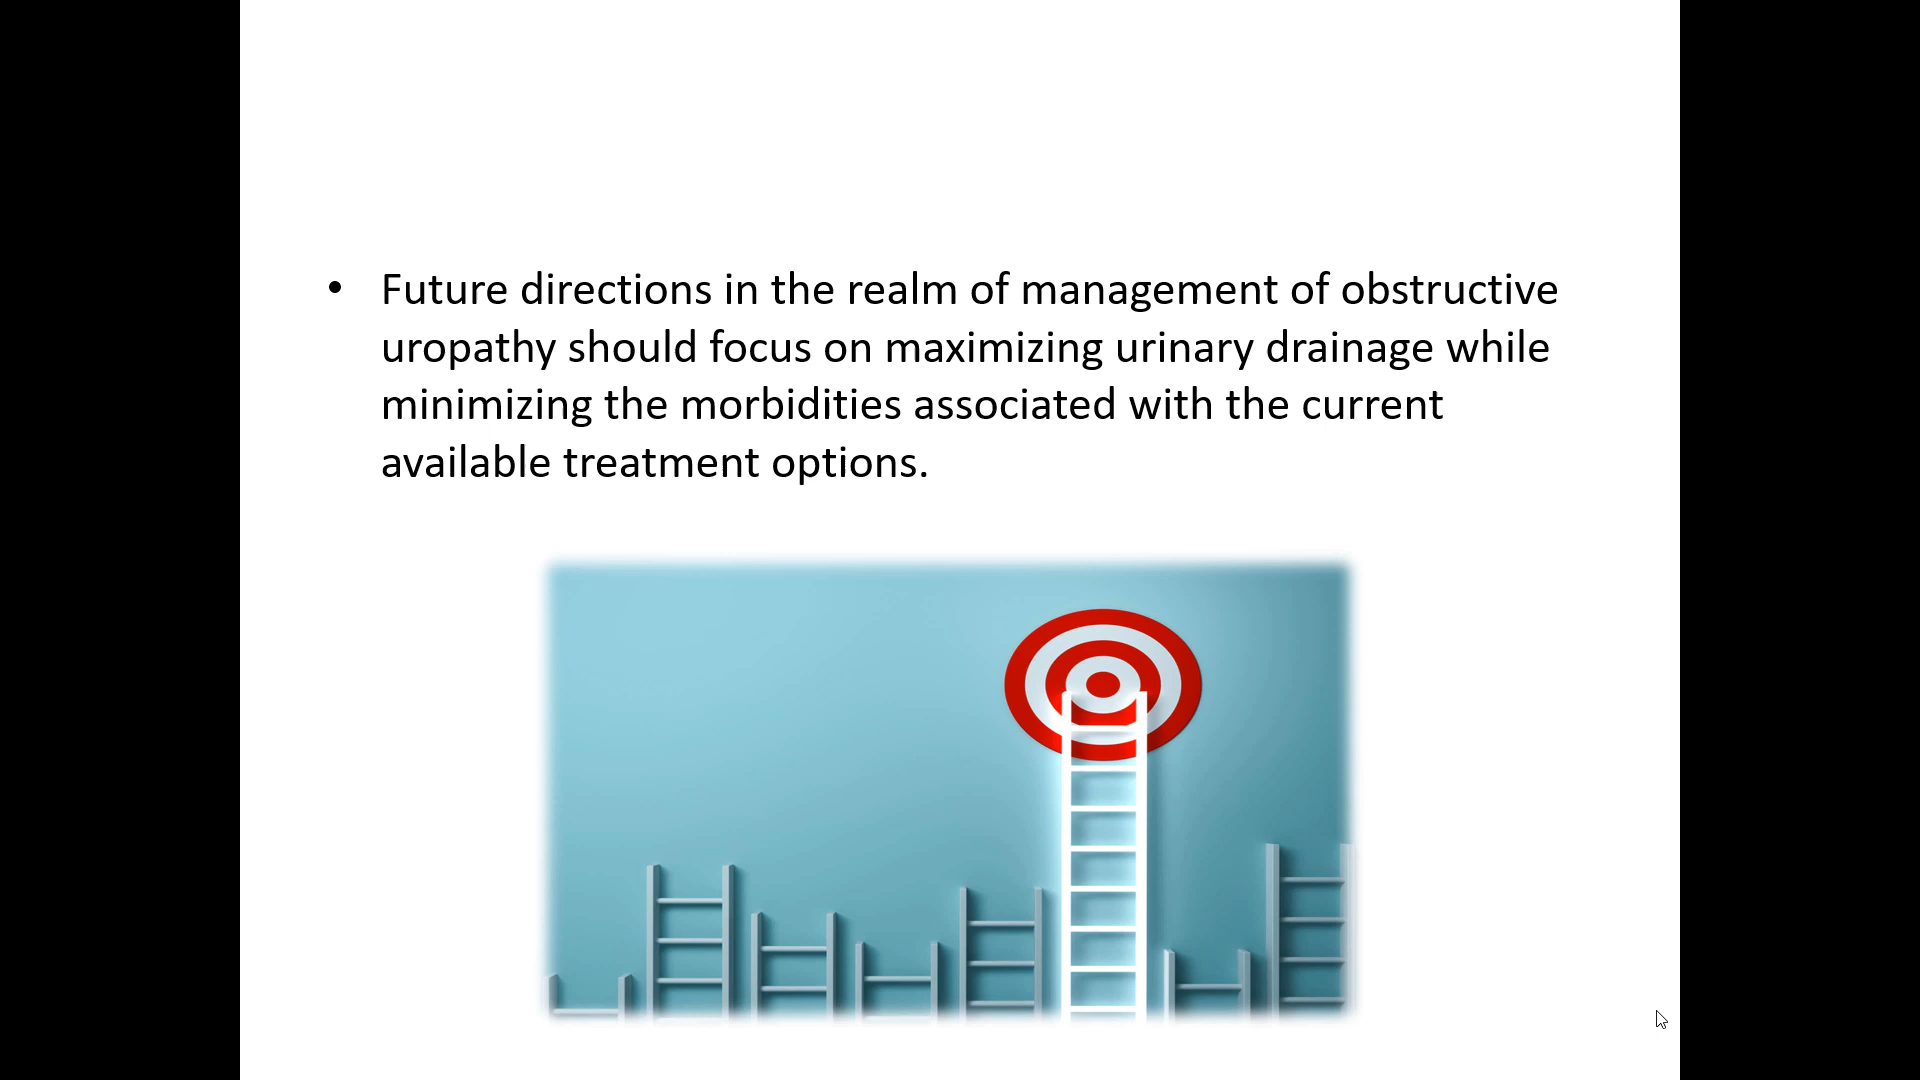 • Future directions in the realm of management of obstructive
uropathy should focus on maximizing urinary drainage while
minimizing the morbidities associated with the current
available treatment options.